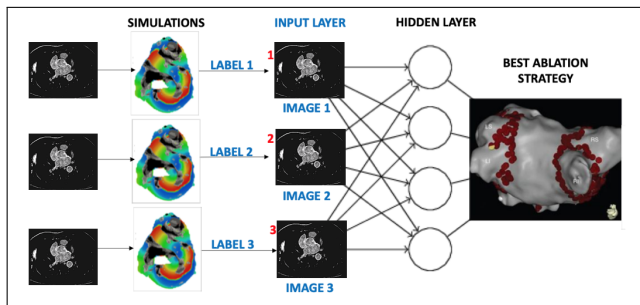 SIMULATIONS
INPUT LAYER
HIDDEN LAYER
BEST ABLATION
STRATEGY
LABEL 1
1
IMAGE 1
LABEL 2
2
IMAGE 2
LABEL 3
3
IMAGE 3